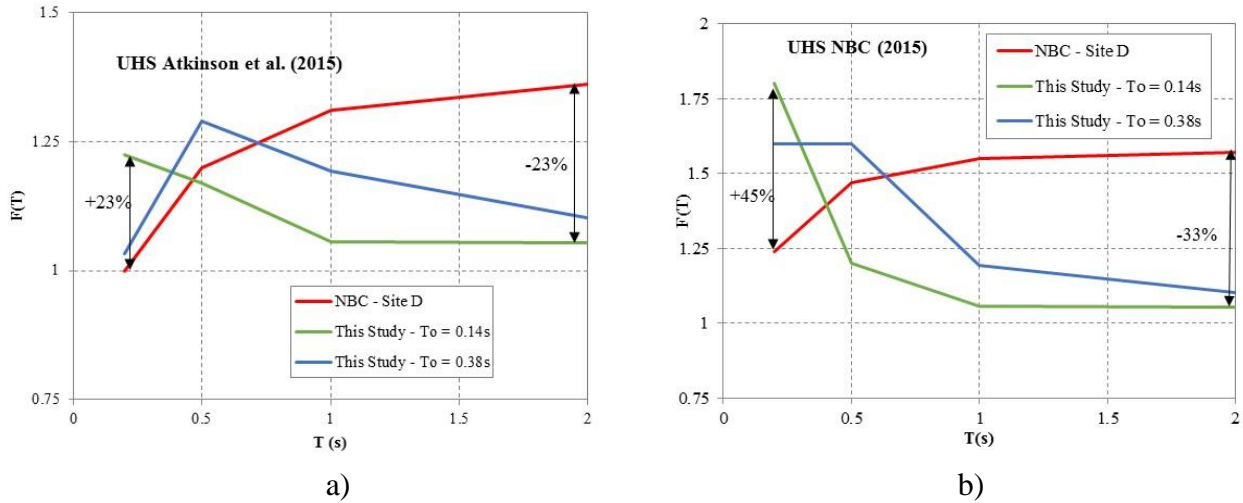 1.5
1.25
1
0.75
F(T)
UHS Atkinson et al. (2015)
+23%
-23%
NBC - Site D
This Study - To = 0.14s
This Study - To = 0.38s
0
0.5
1
1.5
2
T (s)
a)
2
1.75
1.5
1.25
1
0.75
F(T)
UHS NBC (2015)
NBC - Site D
This Study - To = 0.14s
This Study - To = 0.38s
+45%
-33%
0
0.5
1
1.5
2
T(s)
b)